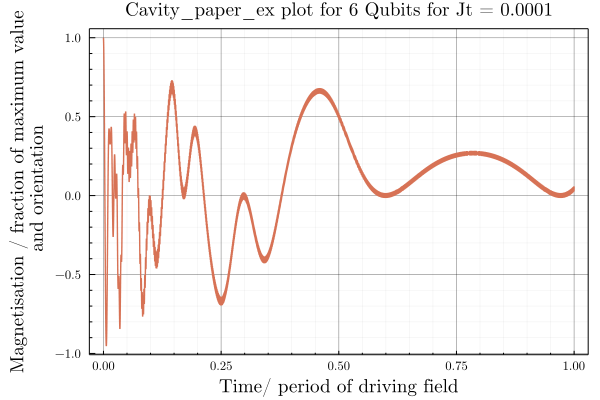 Cavity_paper_ex plot for 6 Qubits for Jt = 0.0001
Magnetisation / fraction of maximum value
and orientation
1.0
0.5
0.0
−0.5
−1.0
0.00
0.25
0.50
0.75
1.00
Time/ period of driving field